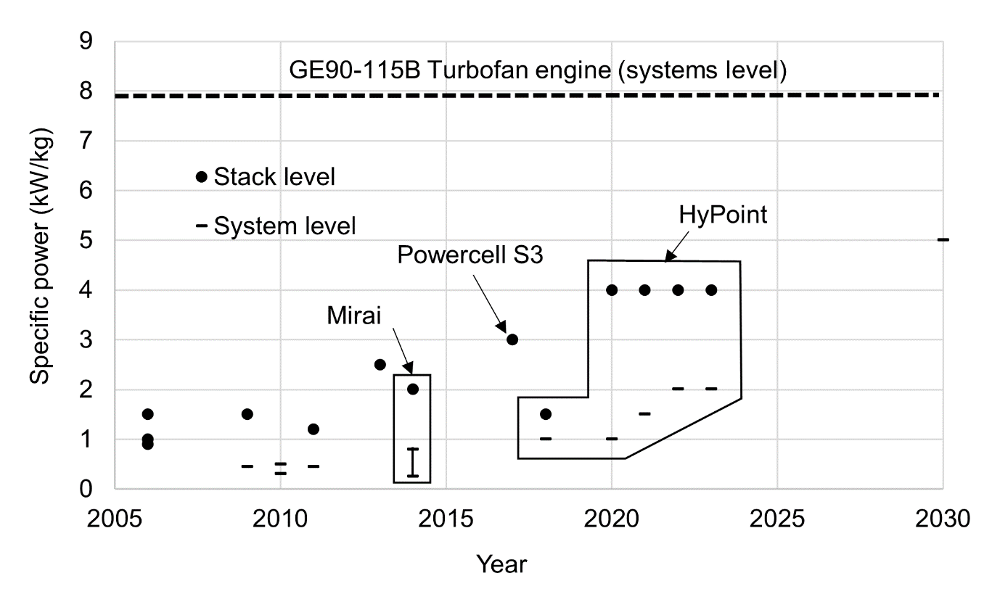 9
GE90-115B Turbofan engine (systems level)
8
7
Stack level
6
HyPoint
System level
5
Powercell S3
4
Mirai
3
2
1
0
Specific power (kW/kg)
2005 2010 2015 2020 2025 2030
Year